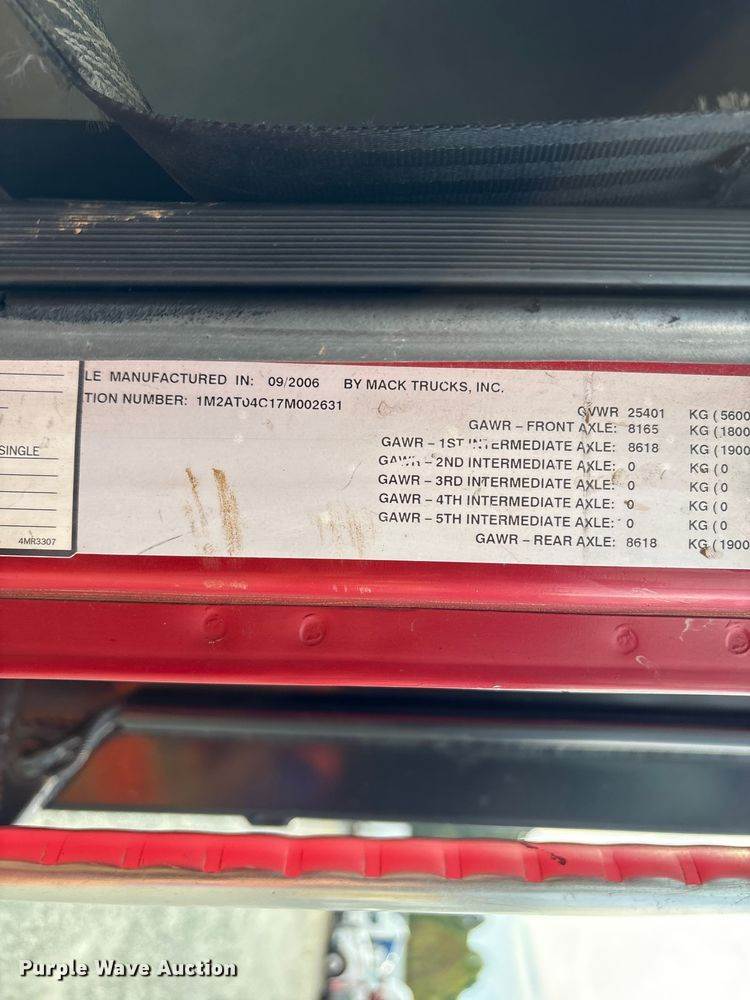 LE MANUFACTURED IN: 09/2006 BY MACK TRUCKS, INC.
TION NUMBER: 1M2AT04C17M002631
GVWR 25401 KG ( 5600
GAWR – FRONT AXLE: 8165 KG ( 1800
GAWR – 1ST INTERMEDIATE AXLE: 8618 KG ( 1900
GAWR – 2ND INTERMEDIATE AXLE: 0 KG ( 0
GAWR – 3RD INTERMEDIATE AXLE: 0 KG ( 0
GAWR – 4TH INTERMEDIATE AXLE: 0 KG ( 0
GAWR – 5TH INTERMEDIATE AXLE: 0 KG ( 0
GAWR – REAR AXLE: 8618 KG ( 1900
SINGLE
4MR3307
Purple Wave Auction